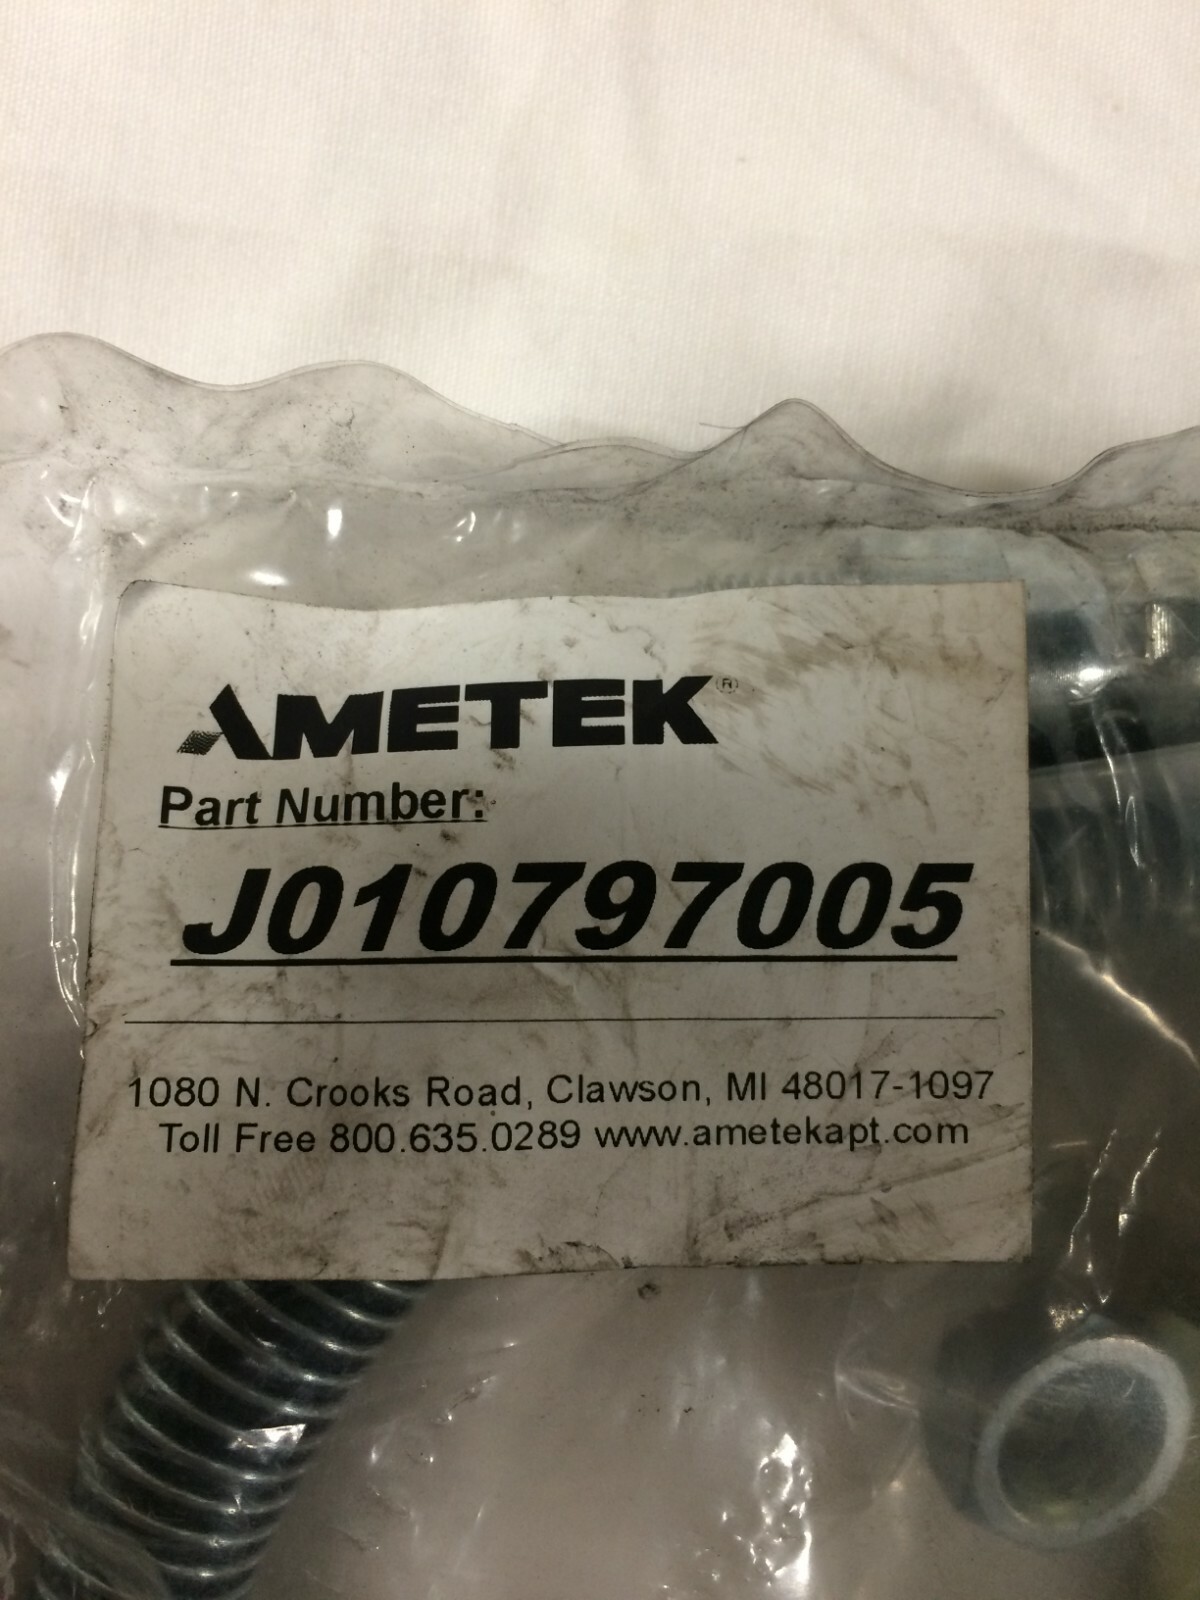 AMETEK®
Part Number:
J010797005
1080 N. Crooks Road, Clawson, MI 48017-1097
Toll Free 800.635.0289 www.ametekapt.com